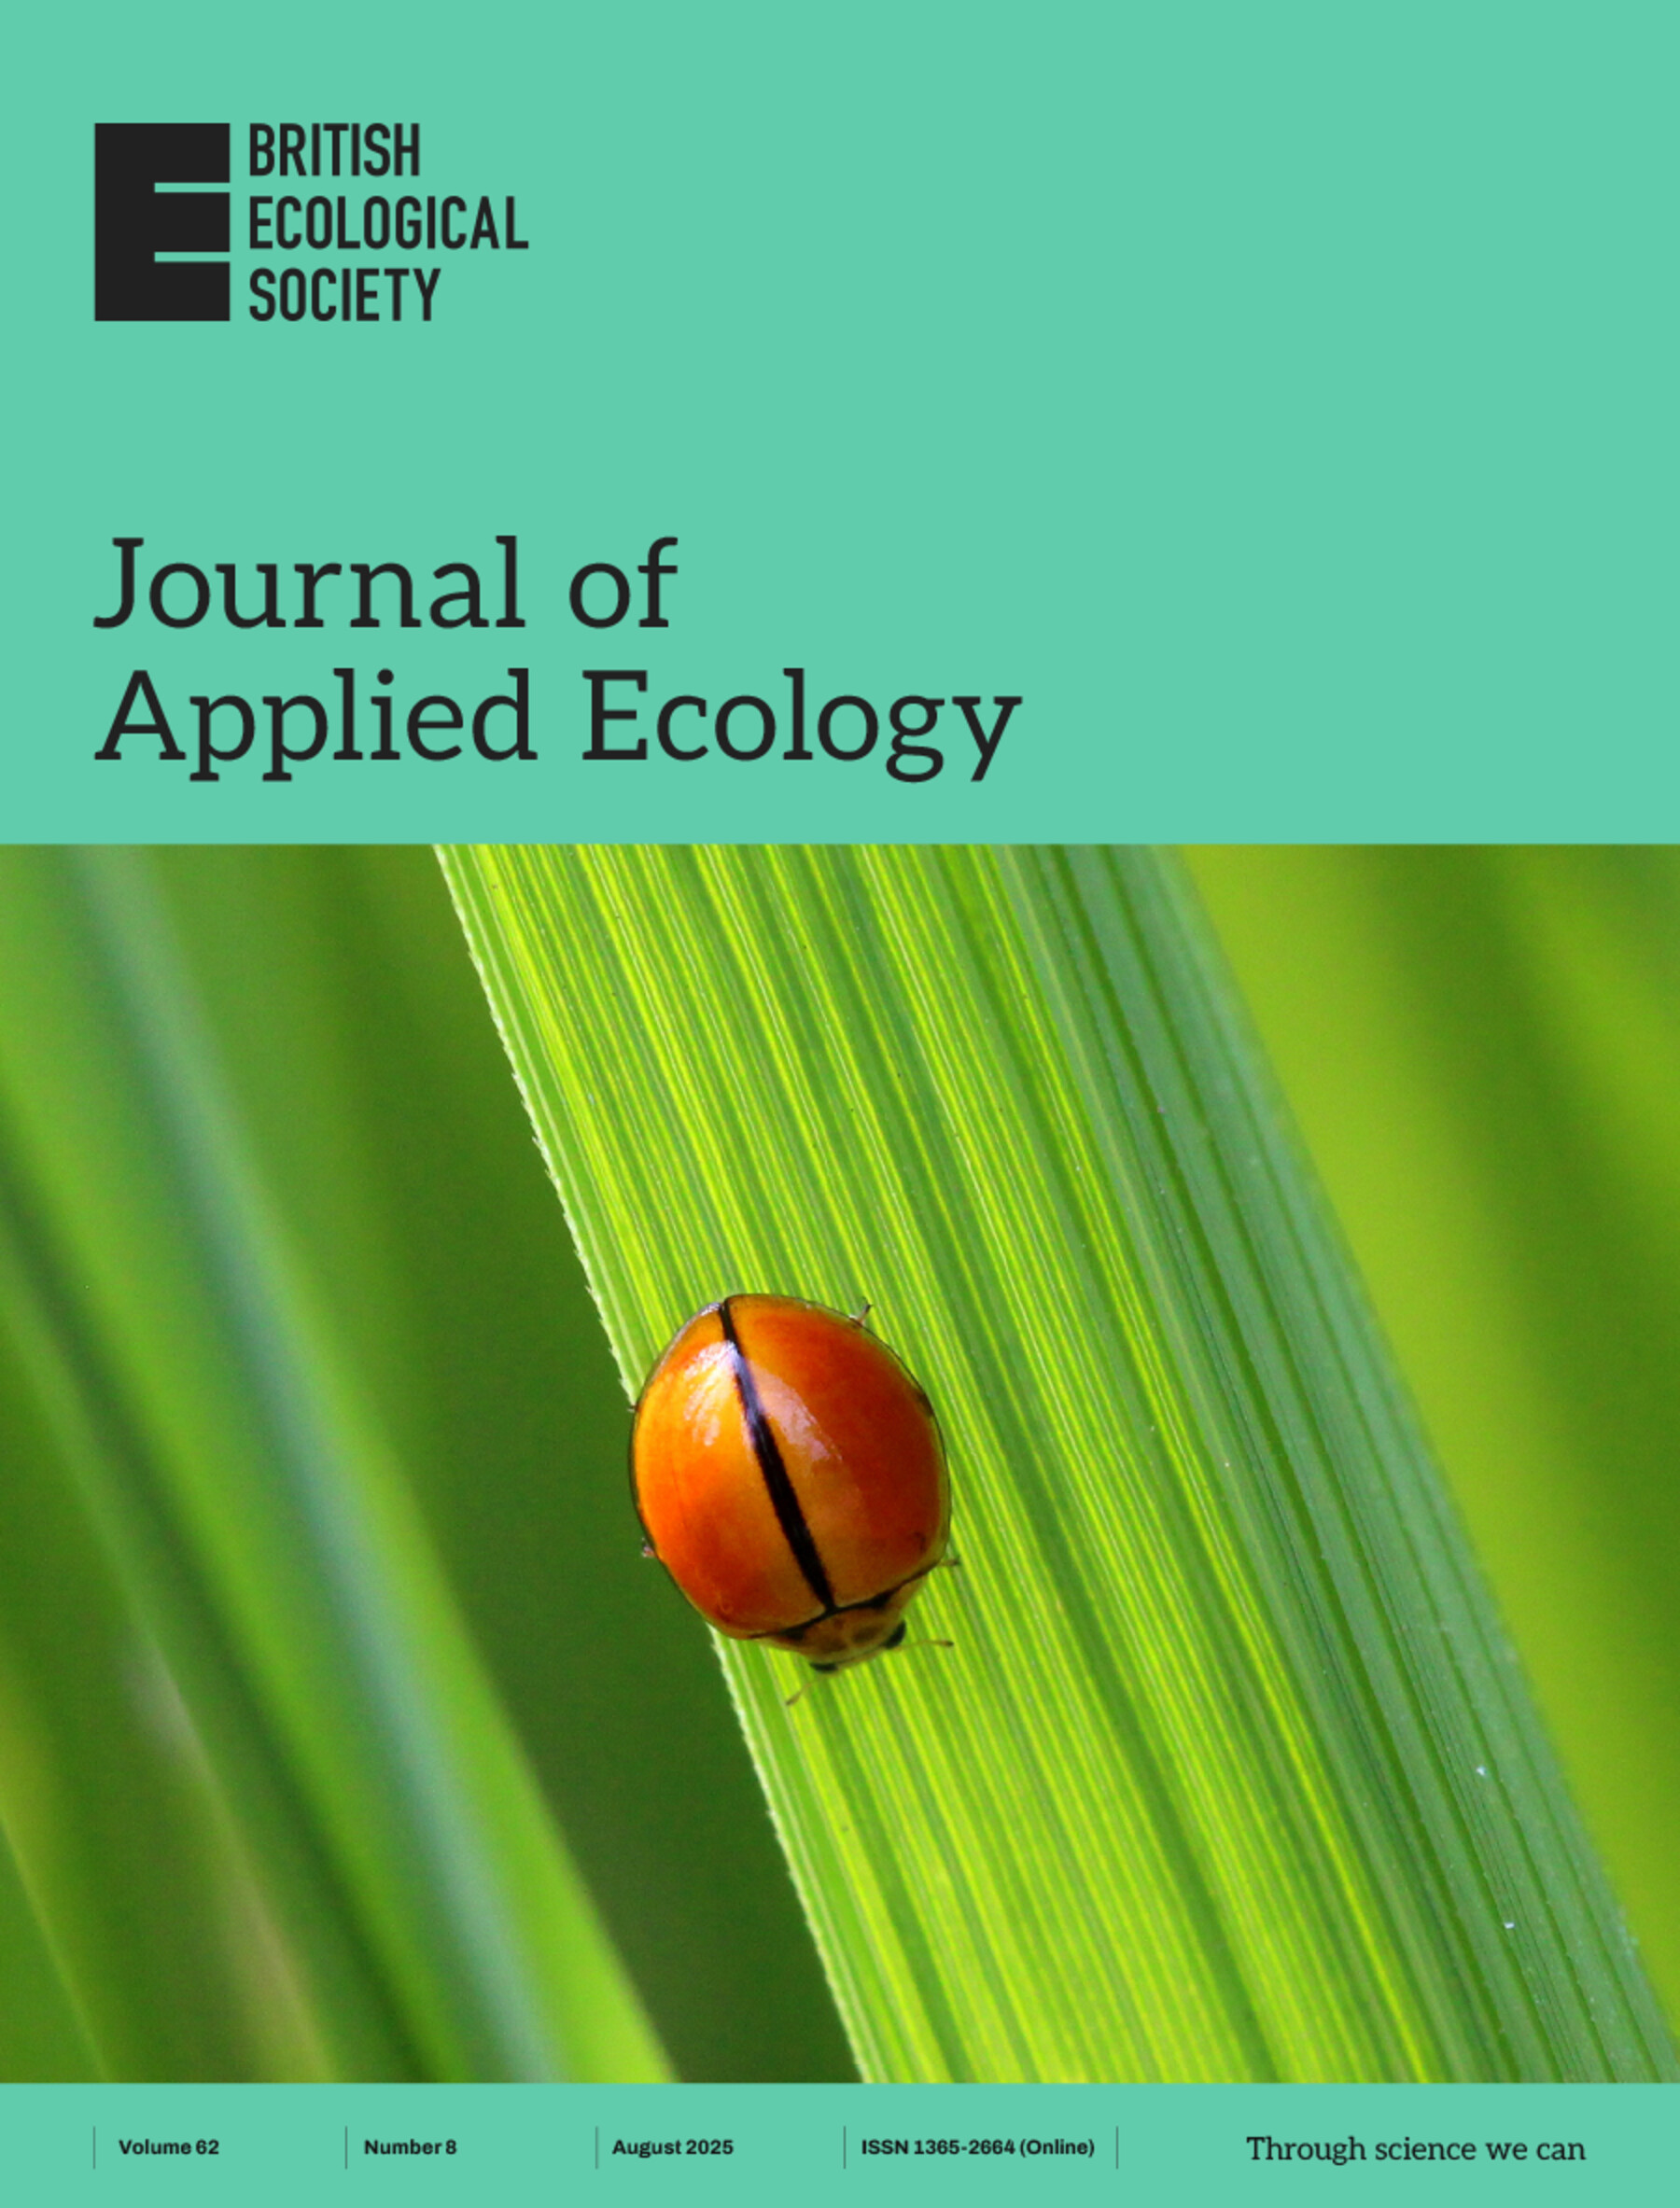 BRITISH
ECOLOGICAL
SOCIETY
Journal of
Applied Ecology
Volume 62
Number 8
August 2025
ISSN 1365-2664 (Online)
Through science we can